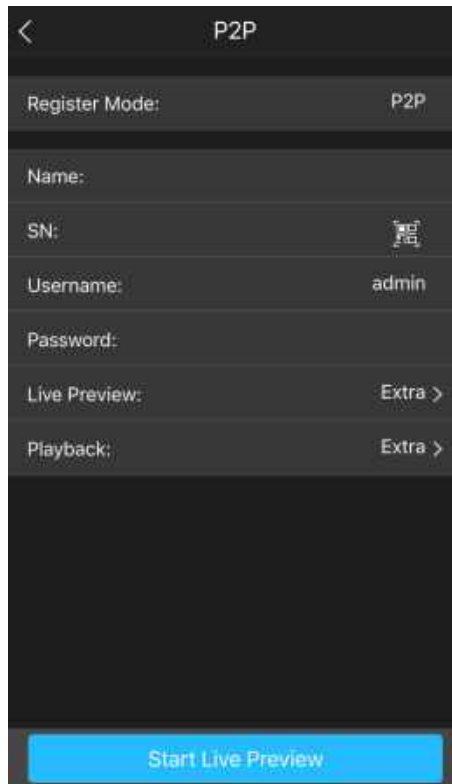 P2P
Register Mode: P2P
Name:
SN:
Username: admin
Password:
Live Preview: Extra >
Playback: Extra >
Start Live Preview